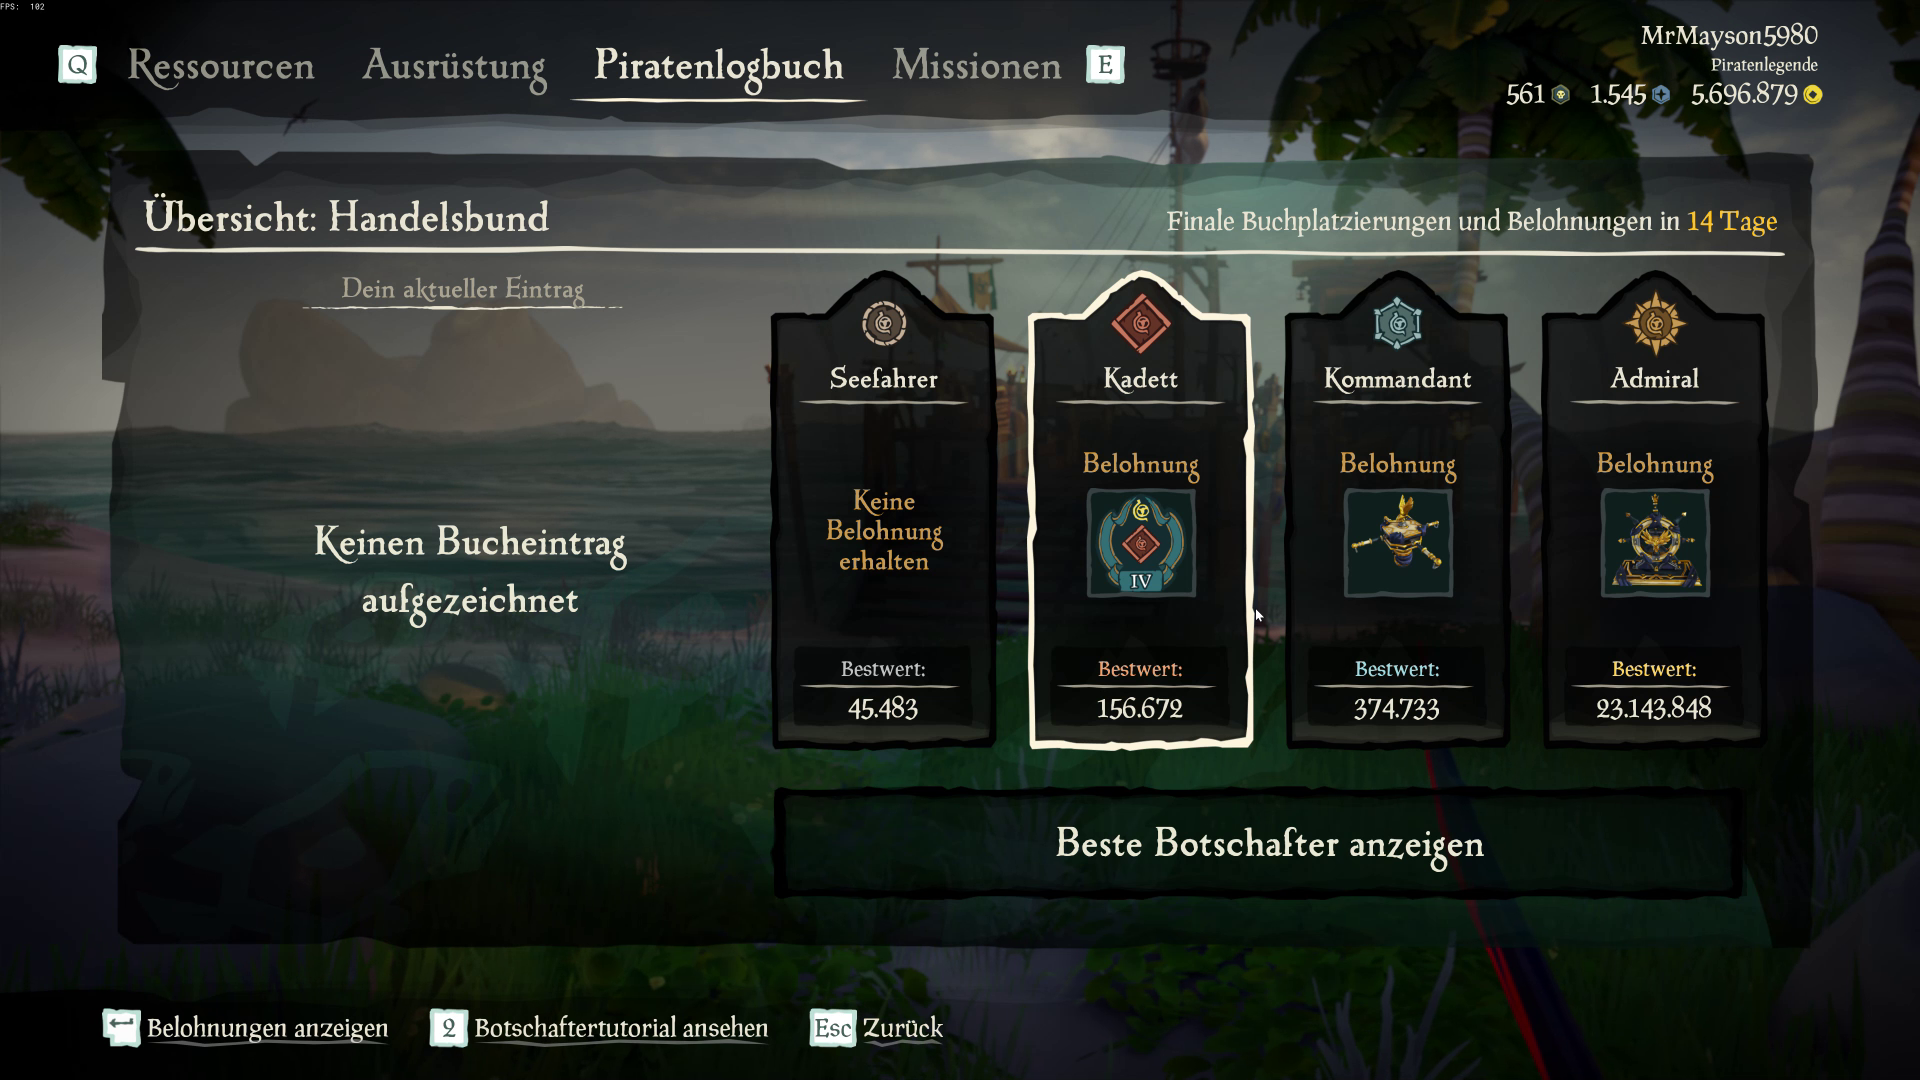 FPS: 102
Q Ressourcen Ausrüstung Piratenlogbuch Missionen E
MrMayson5980
Piratenlegende
561 1.545 5.696.879
Übersicht: Handelsbund
Finale Buchplatzierungen und Belohnungen in 14 Tage
Dein aktueller Eintrag
Keinen Bucheintrag
aufgezeichnet
Seefahrer
Keine
Belohnung
erhalten
Bestwert:
45.483
Kadett
Belohnung
IV
Bestwert:
156.672
Kommandant
Belohnung
Bestwert:
374.733
Admiral
Belohnung
Bestwert:
23.143.848
Beste Botschafter anzeigen
Belohnungen anzeigen 2 Botschaftertutorial ansehen Esc Zurück